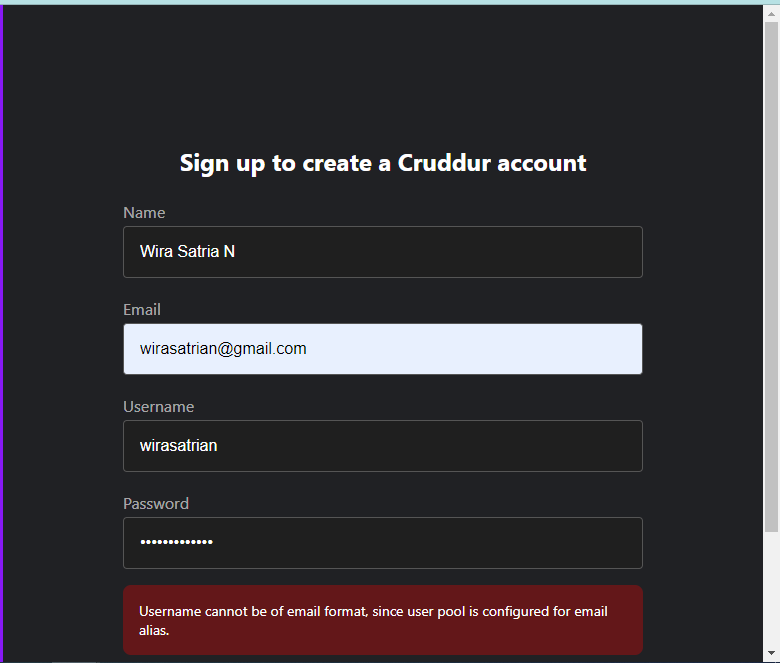 Sign up to create a Cruddur account
Name
Wira Satria N
Email
wirasatrian@gmail.com
Username
wirasatrian
Password
•••••••••••••
Username cannot be of email format, since user pool is configured for email
alias.